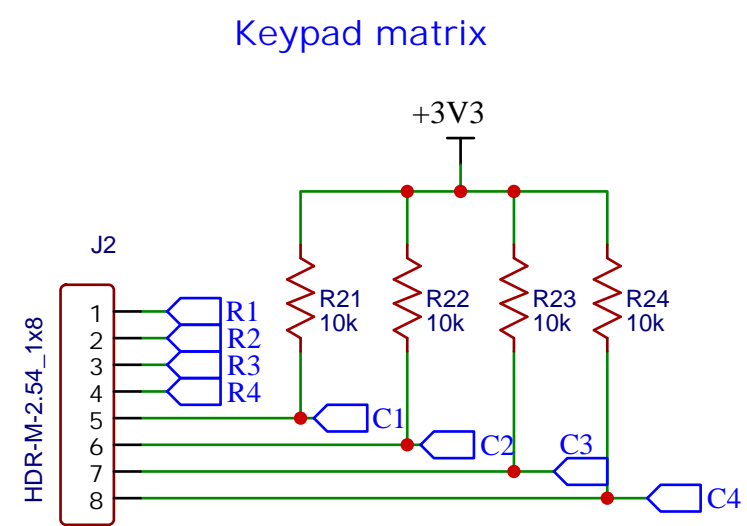 Keypad matrix
+3V3
J2
HDR-M-2.54_1x8
1
2
3
4
5
6
7
8
R1
R2
R3
R4
R21
10k
R22
10k
R23
10k
R24
10k
C1
C2
C3
C4